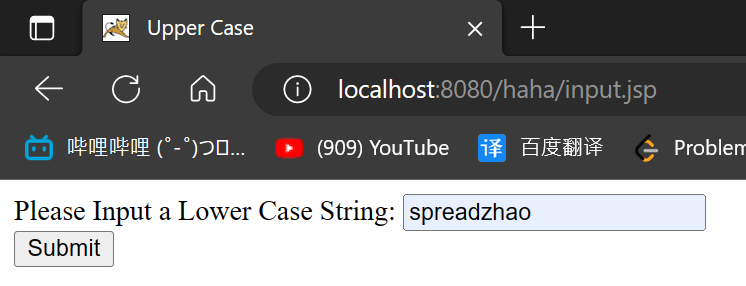 Upper Case
localhost:8080/haha/input.jsp
哔哩哔哩 (゜-゜)つロ... (909) YouTube 译 百度翻译 Problem
Please Input a Lower Case String: spreadzhao
Submit